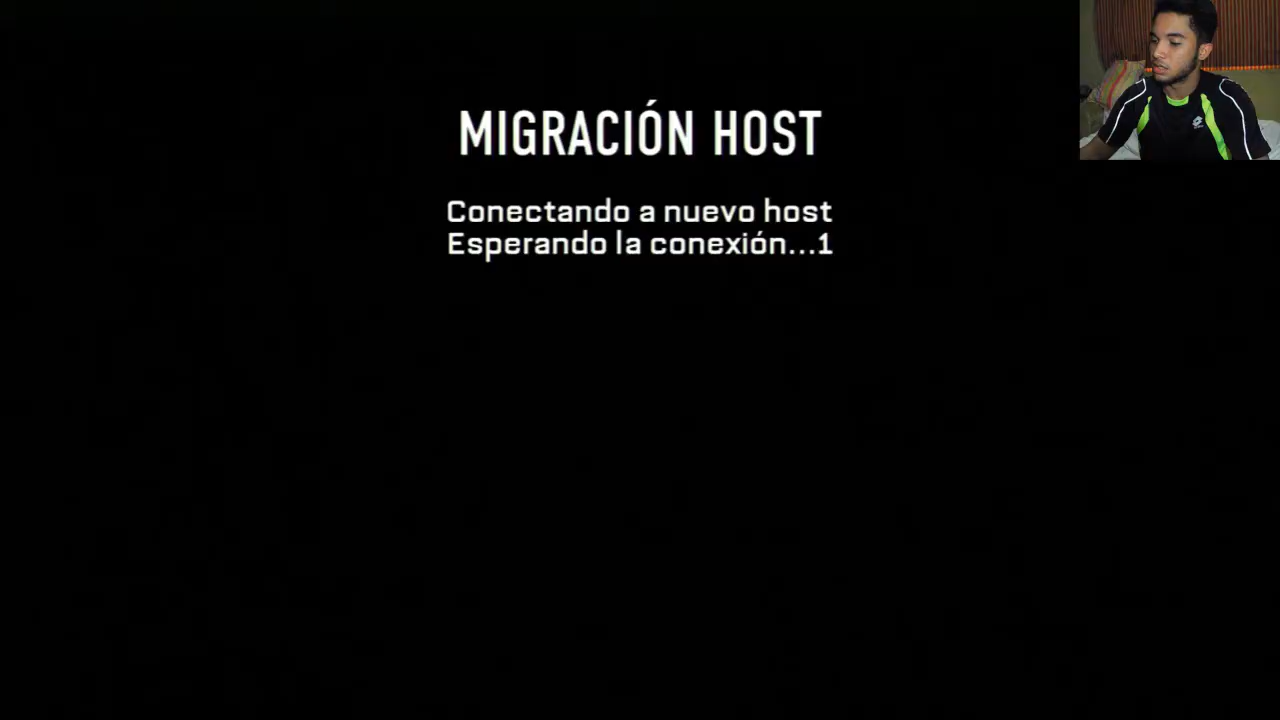 MIGRACIÓN HOST
Conectando a nuevo host
Esperando la conexión...1